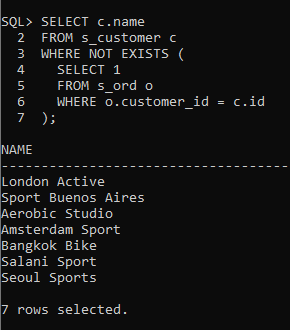 SQL> SELECT c.name
  2  FROM s_customer c
  3  WHERE NOT EXISTS (
  4    SELECT 1
  5    FROM s_ord o
  6    WHERE o.customer_id = c.id
  7  );
NAME
------------------------------------
London Active
Sport Buenos Aires
Aerobic Studio
Amsterdam Sport
Bangkok Bike
Salani Sport
Seoul Sports
7 rows selected.